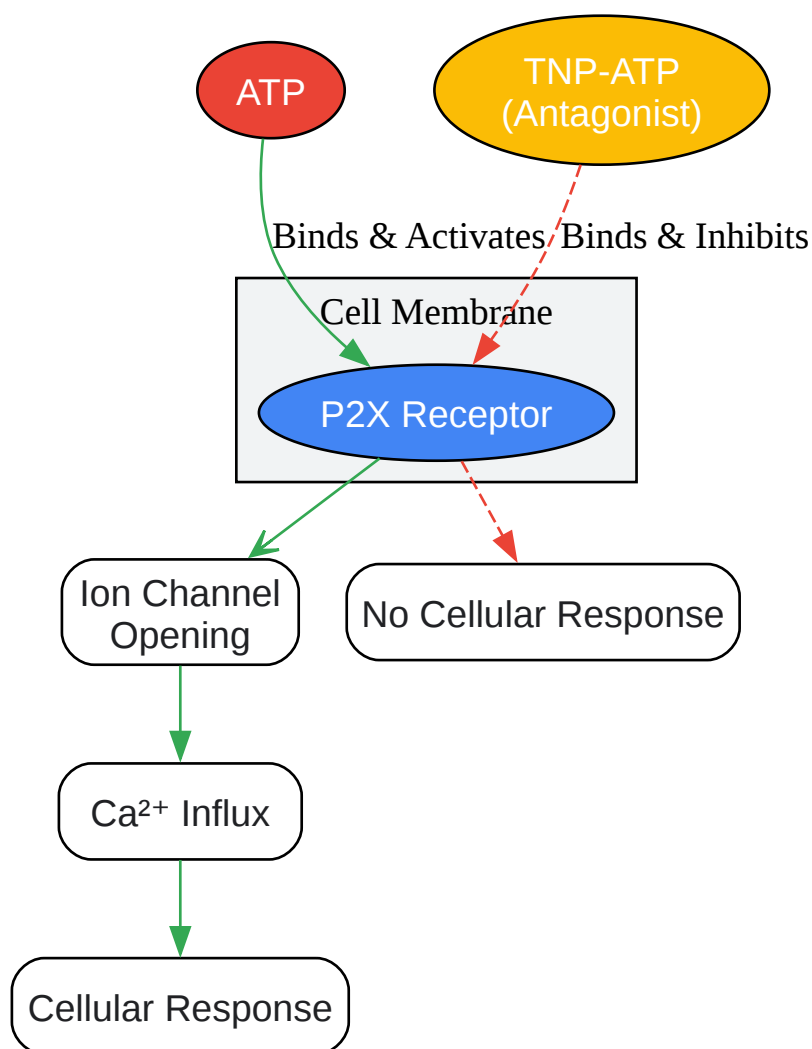 ATP
TNP-ATP
(Antagonist)
Binds & Activates
Binds & Inhibits
Cell Membrane
P2X Receptor
Ion Channel
Opening
No Cellular Response
Ca²⁺ Influx
Cellular Response